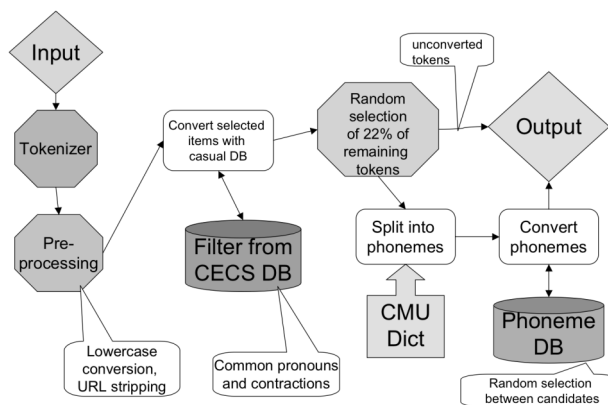 Input
Tokenizer
Pre-
processing
Lowercase
conversion,
URL stripping
Convert selected
items with
casual DB
Filter from
CECS DB
Common pronouns
and contractions
Random
selection
of 22% of
remaining
tokens
unconverted
tokens
Output
Split into
phonemes
CMU
Dict
Convert
phonemes
Phoneme
DB
Random selection
between candidates